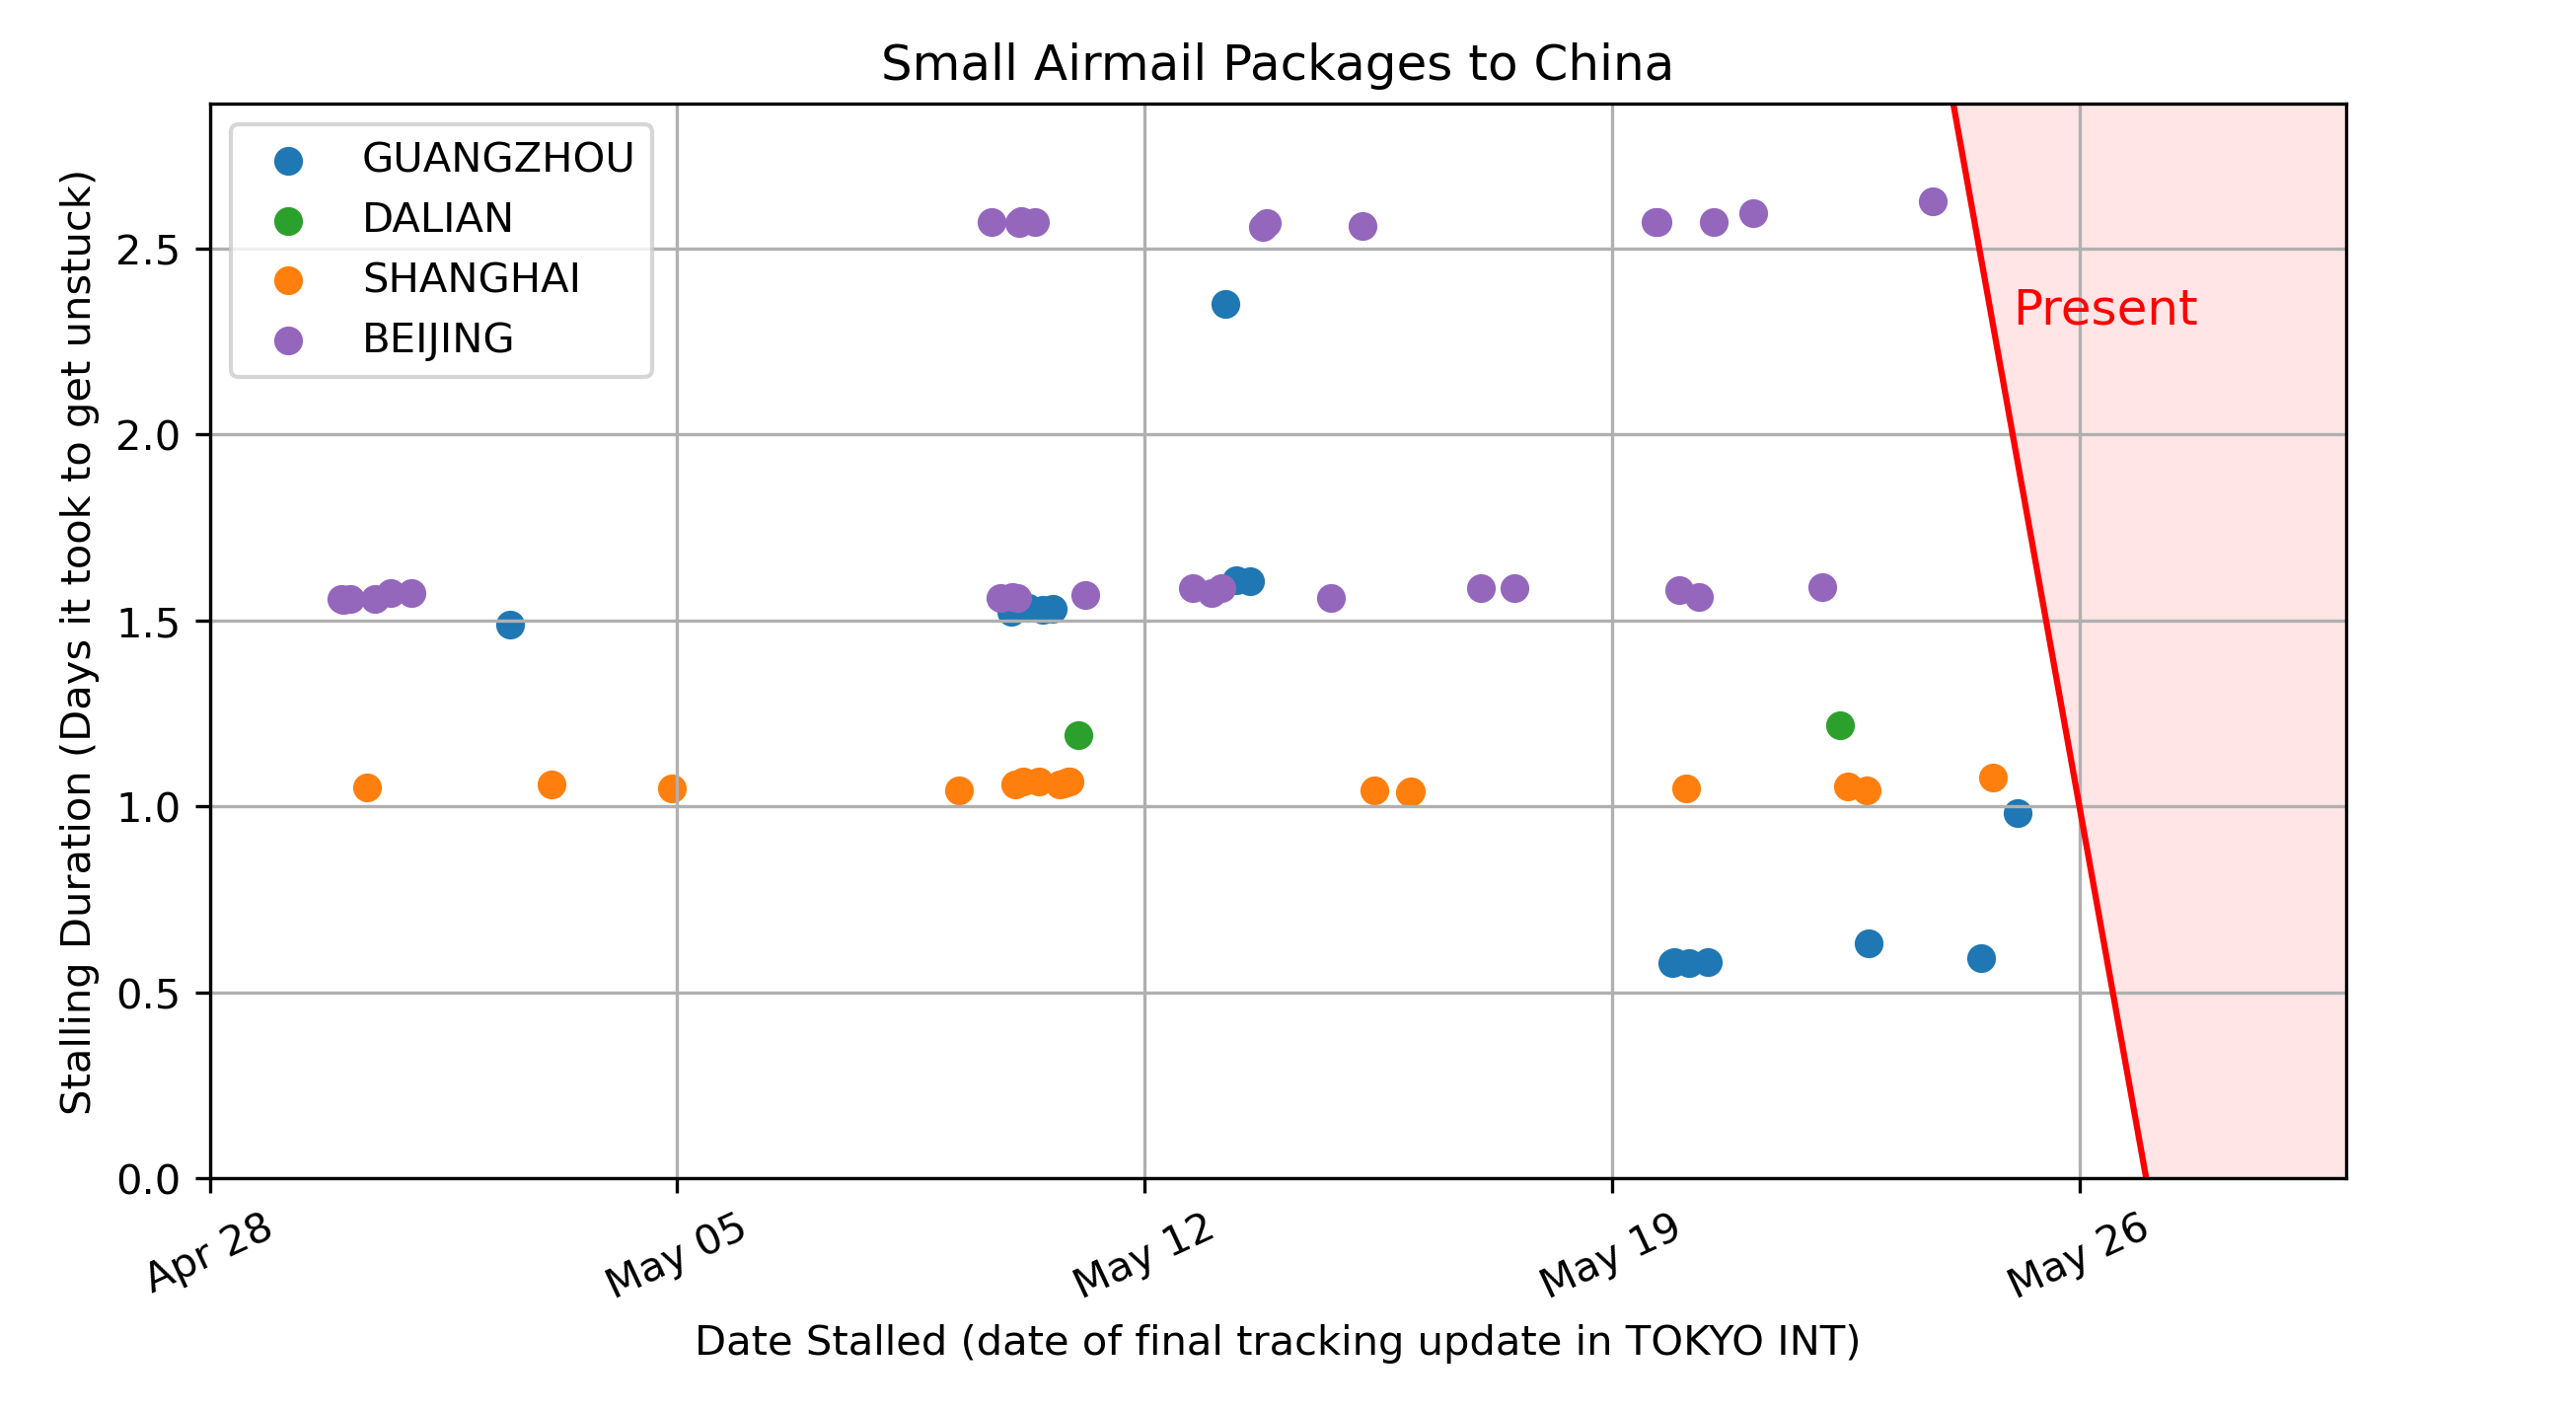 Small Airmail Packages to China
GUANGZHOU
DALIAN
SHANGHAI
BEIJING
Present
Stalling Duration (Days it took to get unstuck)
2.5
2.0
1.5
1.0
0.5
0.0
Apr 28
May 05
May 12
May 19
May 26
Date Stalled (date of final tracking update in TOKYO INT)